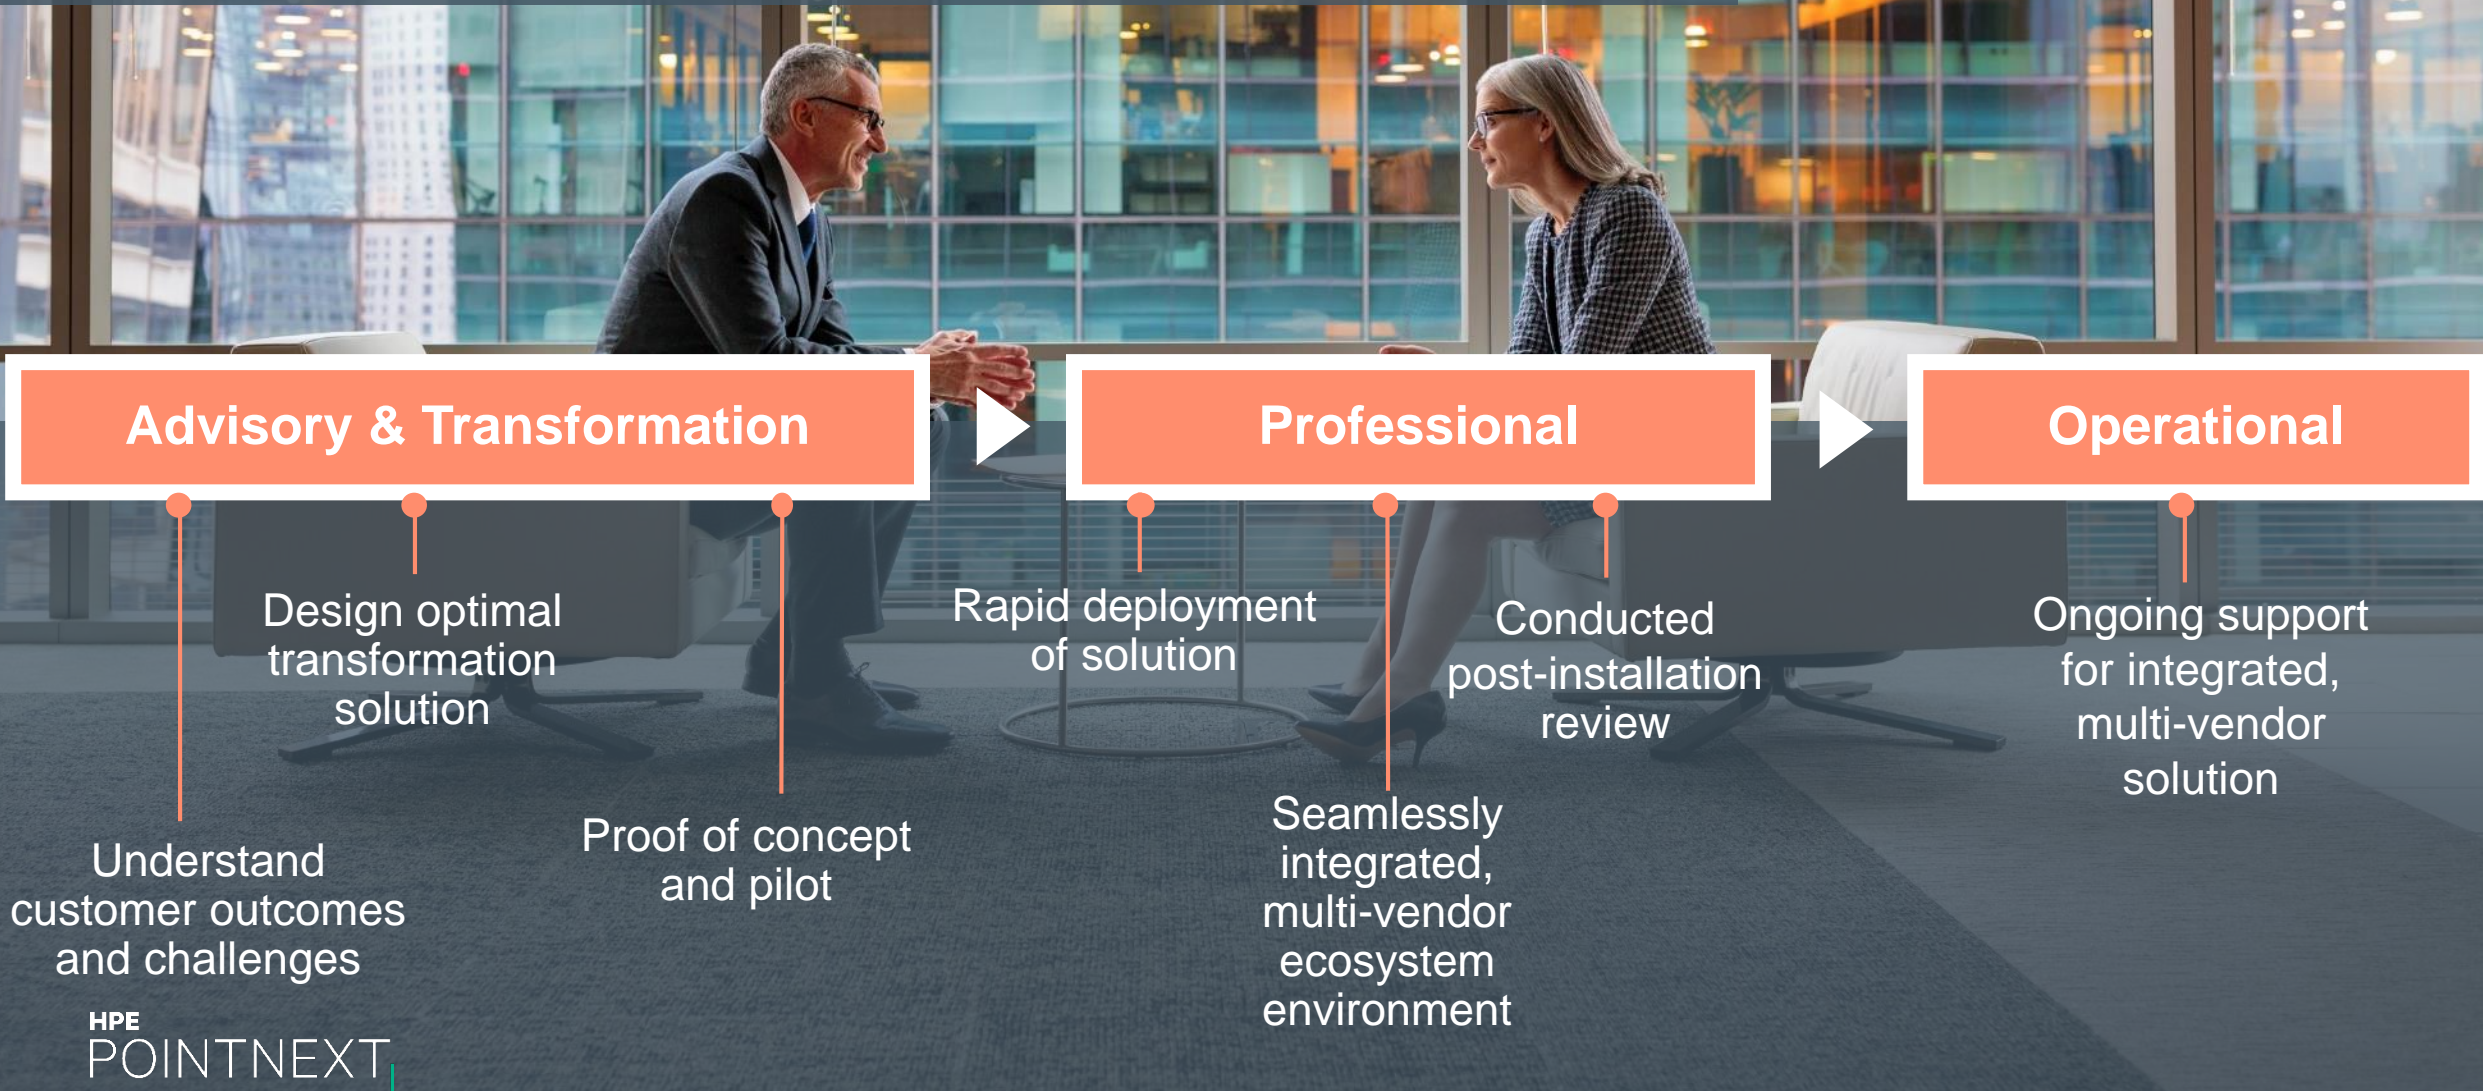 Advisory & Transformation
Professional
Operational
Understand
customer outcomes
and challenges
Design optimal
transformation
solution
Proof of concept
and pilot
Rapid deployment
of solution
Seamlessly
integrated,
multi-vendor
ecosystem
environment
Conducted
post-installation
review
Ongoing support
for integrated,
multi-vendor
solution
HPE
POINTNEXT